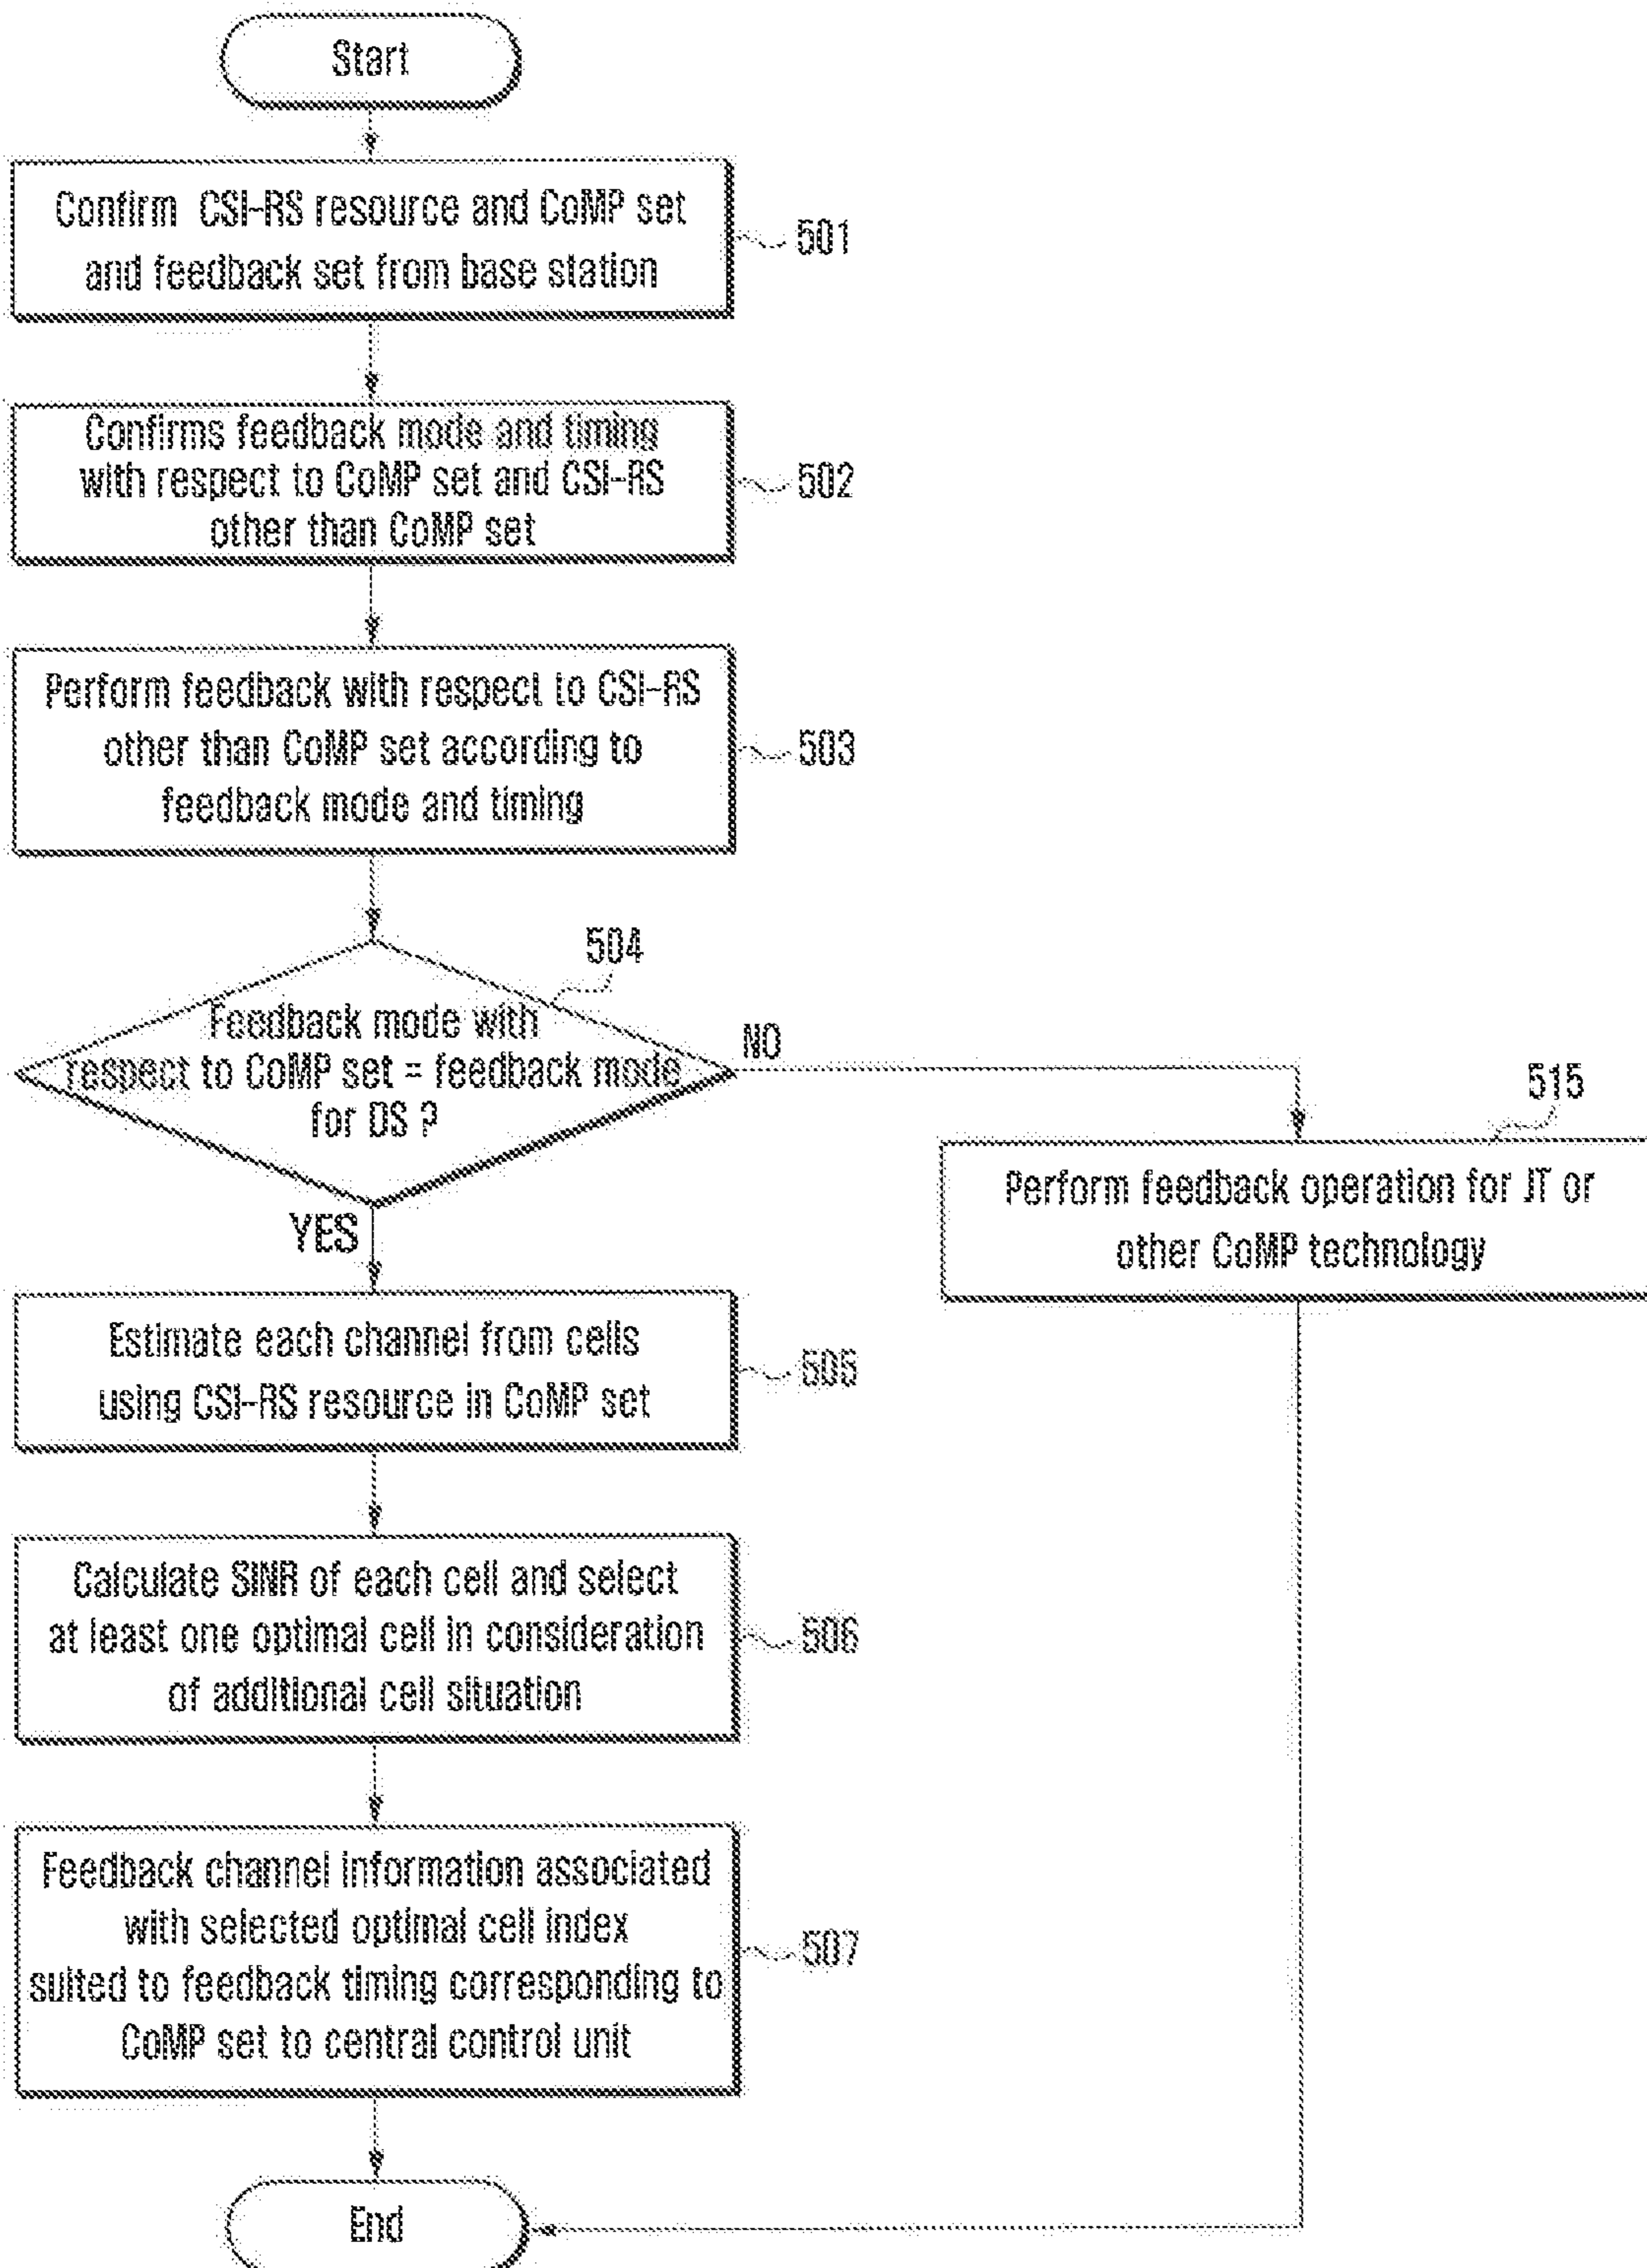 Start
Confirm CSI-RS resource and CoMP set
and feedback set from base station
501
Confirms feedback mode and timing
with respect to CoMP set and CSI-RS
other than CoMP set
502
Perform feedback with respect to CSI-RS
other than CoMP set according to
feedback mode and timing
503
504
Feedback mode with
respect to CoMP set = feedback mode
for DS ?
NO
YES
515
Perform feedback operation for JT or
other CoMP technology
Estimate each channel from cells
using CSI-RS resource in CoMP set
505
Calculate SINR of each cell and select
at least one optimal cell in consideration
of additional cell situation
506
Feedback channel information associated
with selected optimal cell index
suited to feedback timing corresponding to
CoMP set to central control unit
507
End